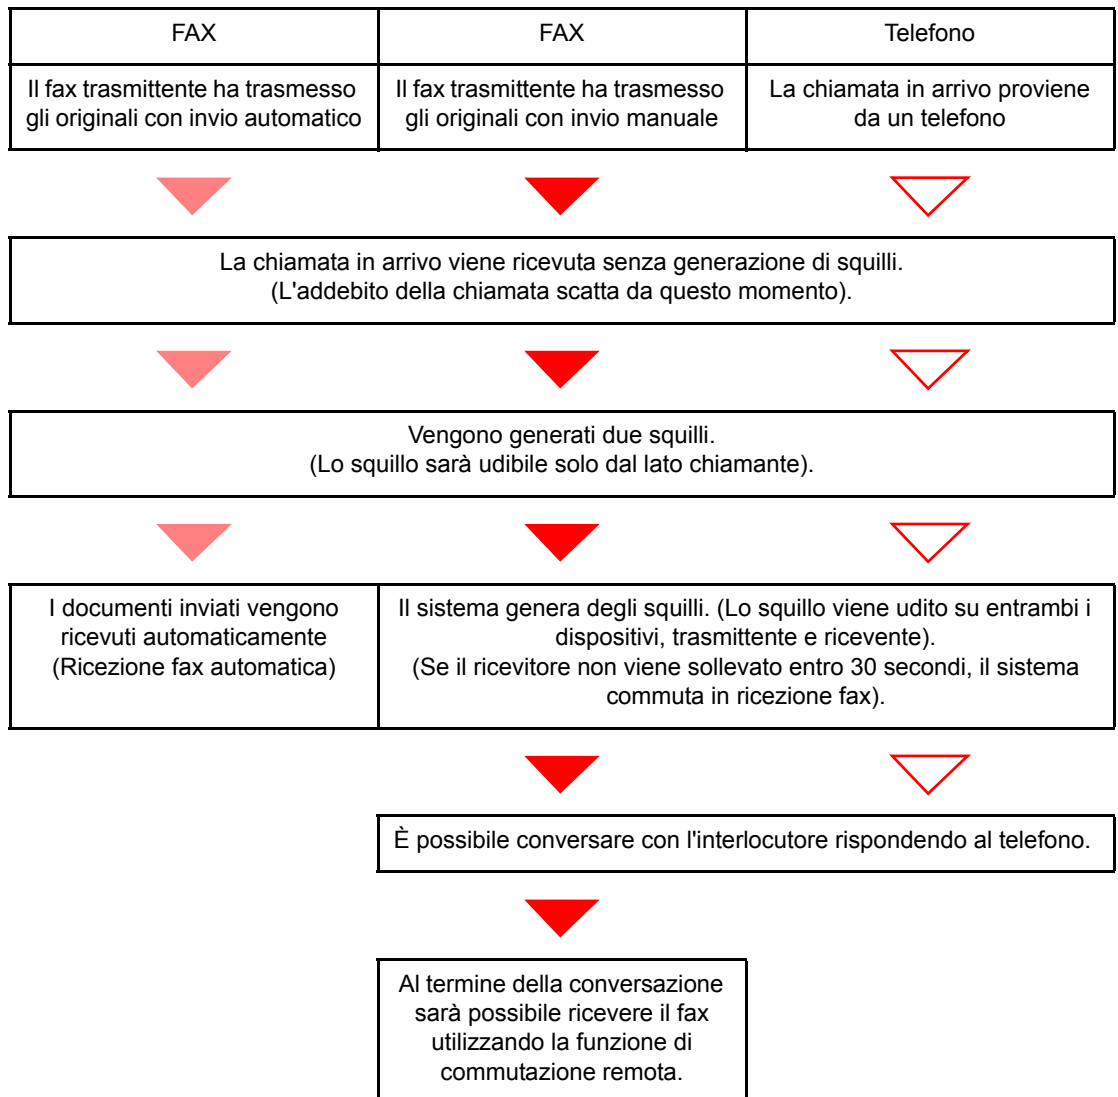 FAX
FAX
Telefono
Il fax trasmittente ha trasmesso
gli originali con invio automatico
Il fax trasmittente ha trasmesso
gli originali con invio manuale
La chiamata in arrivo proviene
da un telefono
La chiamata in arrivo viene ricevuta senza generazione di squilli.
(L'addebito della chiamata scatta da questo momento).
Vengono generati due squilli.
(Lo squillo sarà udibile solo dal lato chiamante).
I documenti inviati vengono
ricevuti automaticamente
(Ricezione fax automatica)
Il sistema genera degli squilli. (Lo squillo viene udito su entrambi i
dispositivi, trasmittente e ricevente).
(Se il ricevitore non viene sollevato entro 30 secondi, il sistema
commuta in ricezione fax).
È possibile conversare con l'interlocutore rispondendo al telefono.
Al termine della conversazione
sarà possibile ricevere il fax
utilizzando la funzione di
commutazione remota.